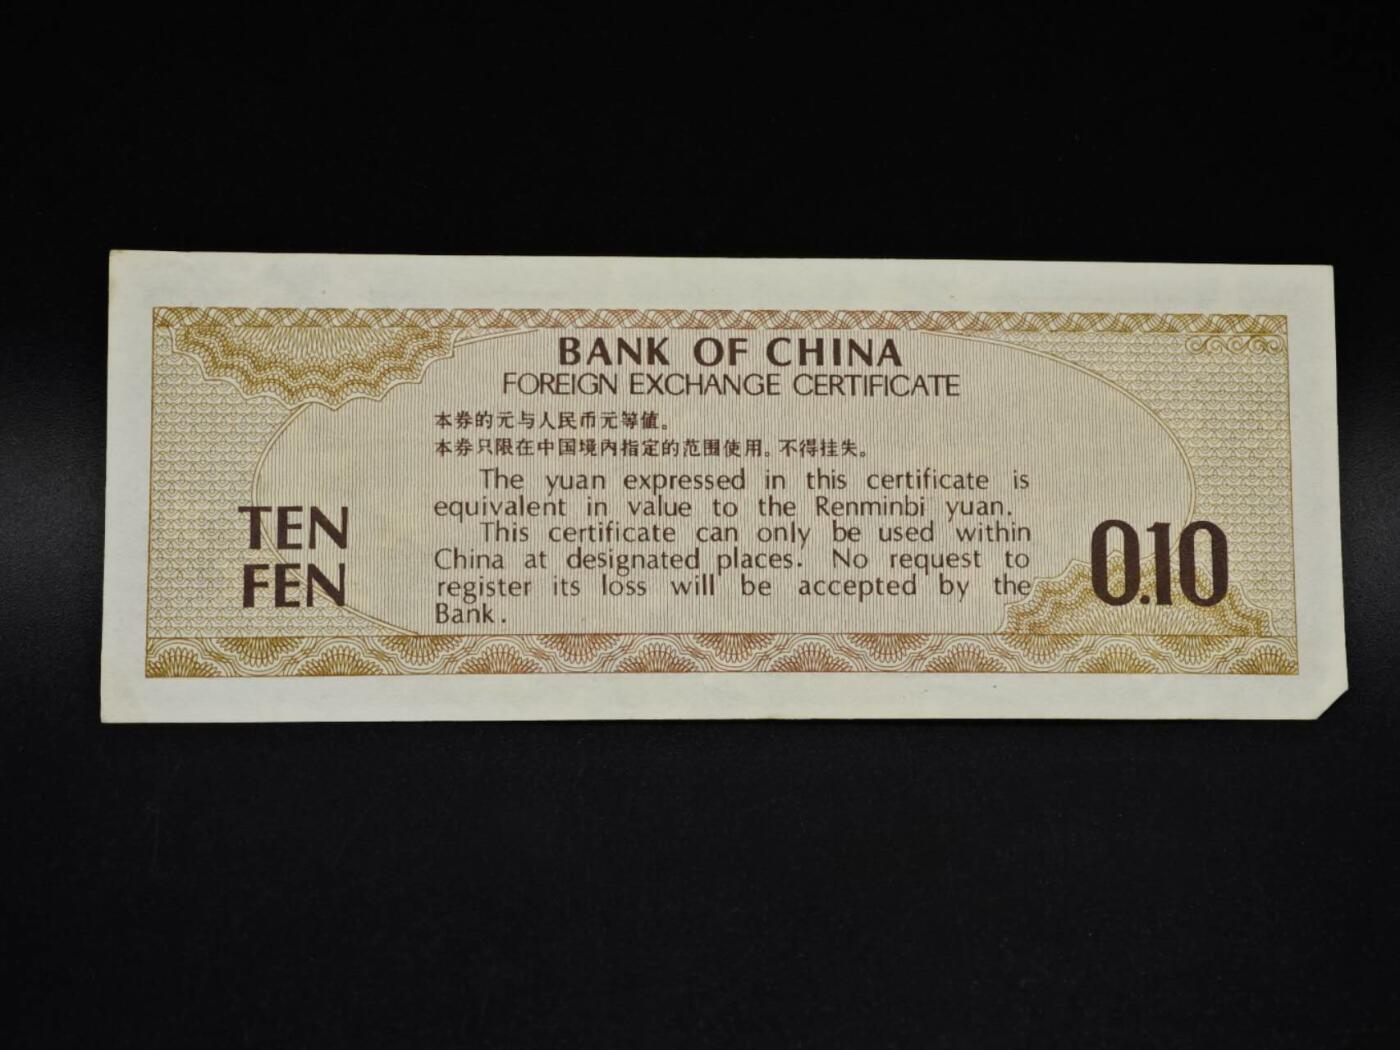 BANK OF CHINA
FOREIGN EXCHANGE CERTIFICATE
本券的元与人民币元等值。
本券只限在中国境内指定的范围使用。不得挂失。
The yuan expressed in this certificate is
equivalent in value to the Renminbi yuan.
This certificate can only be used within
China at designated places. No request to
register its loss will be accepted by the
Bank.
TEN
FEN
0.10